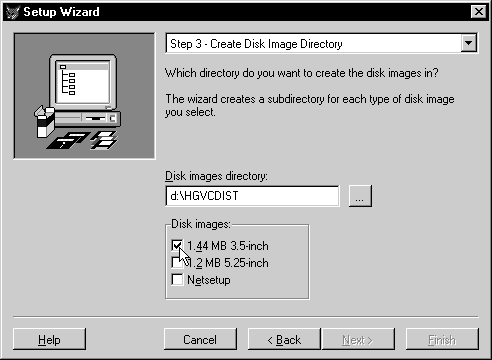 Setup Wizard
Step 3 - Create Disk Image Directory
Which directory do you want to create the disk images in?
The wizard creates a subdirectory for each type of disk image
you select.
Disk images directory:
d:\HGVCDIST
...
Disk images:
1.44 MB 3.5-inch
1.2 MB 5.25-inch
Netsetup
Help
Cancel
< Back
Next >
Finish